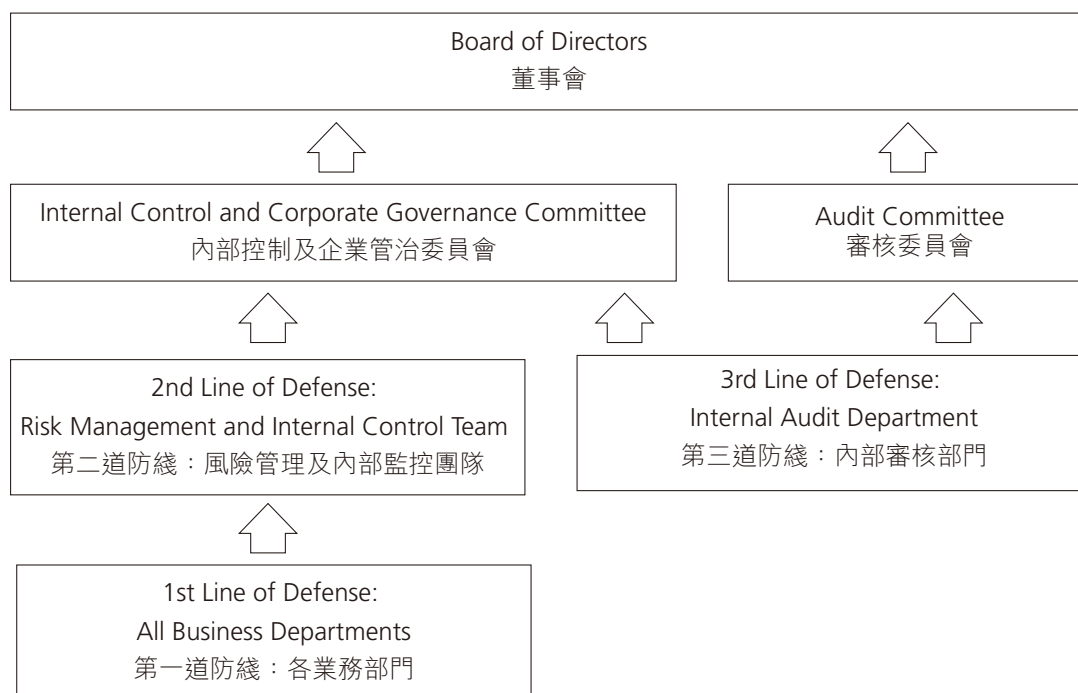 Board of Directors
董事會
Internal Control and Corporate Governance Committee
內部控制及企業管治委員會
Audit Committee
審核委員會
2nd Line of Defense:
Risk Management and Internal Control Team
第二道防綫：風險管理及內部監控團隊
3rd Line of Defense:
Internal Audit Department
第三道防綫：內部審核部門
1st Line of Defense:
All Business Departments
第一道防綫：各業務部門